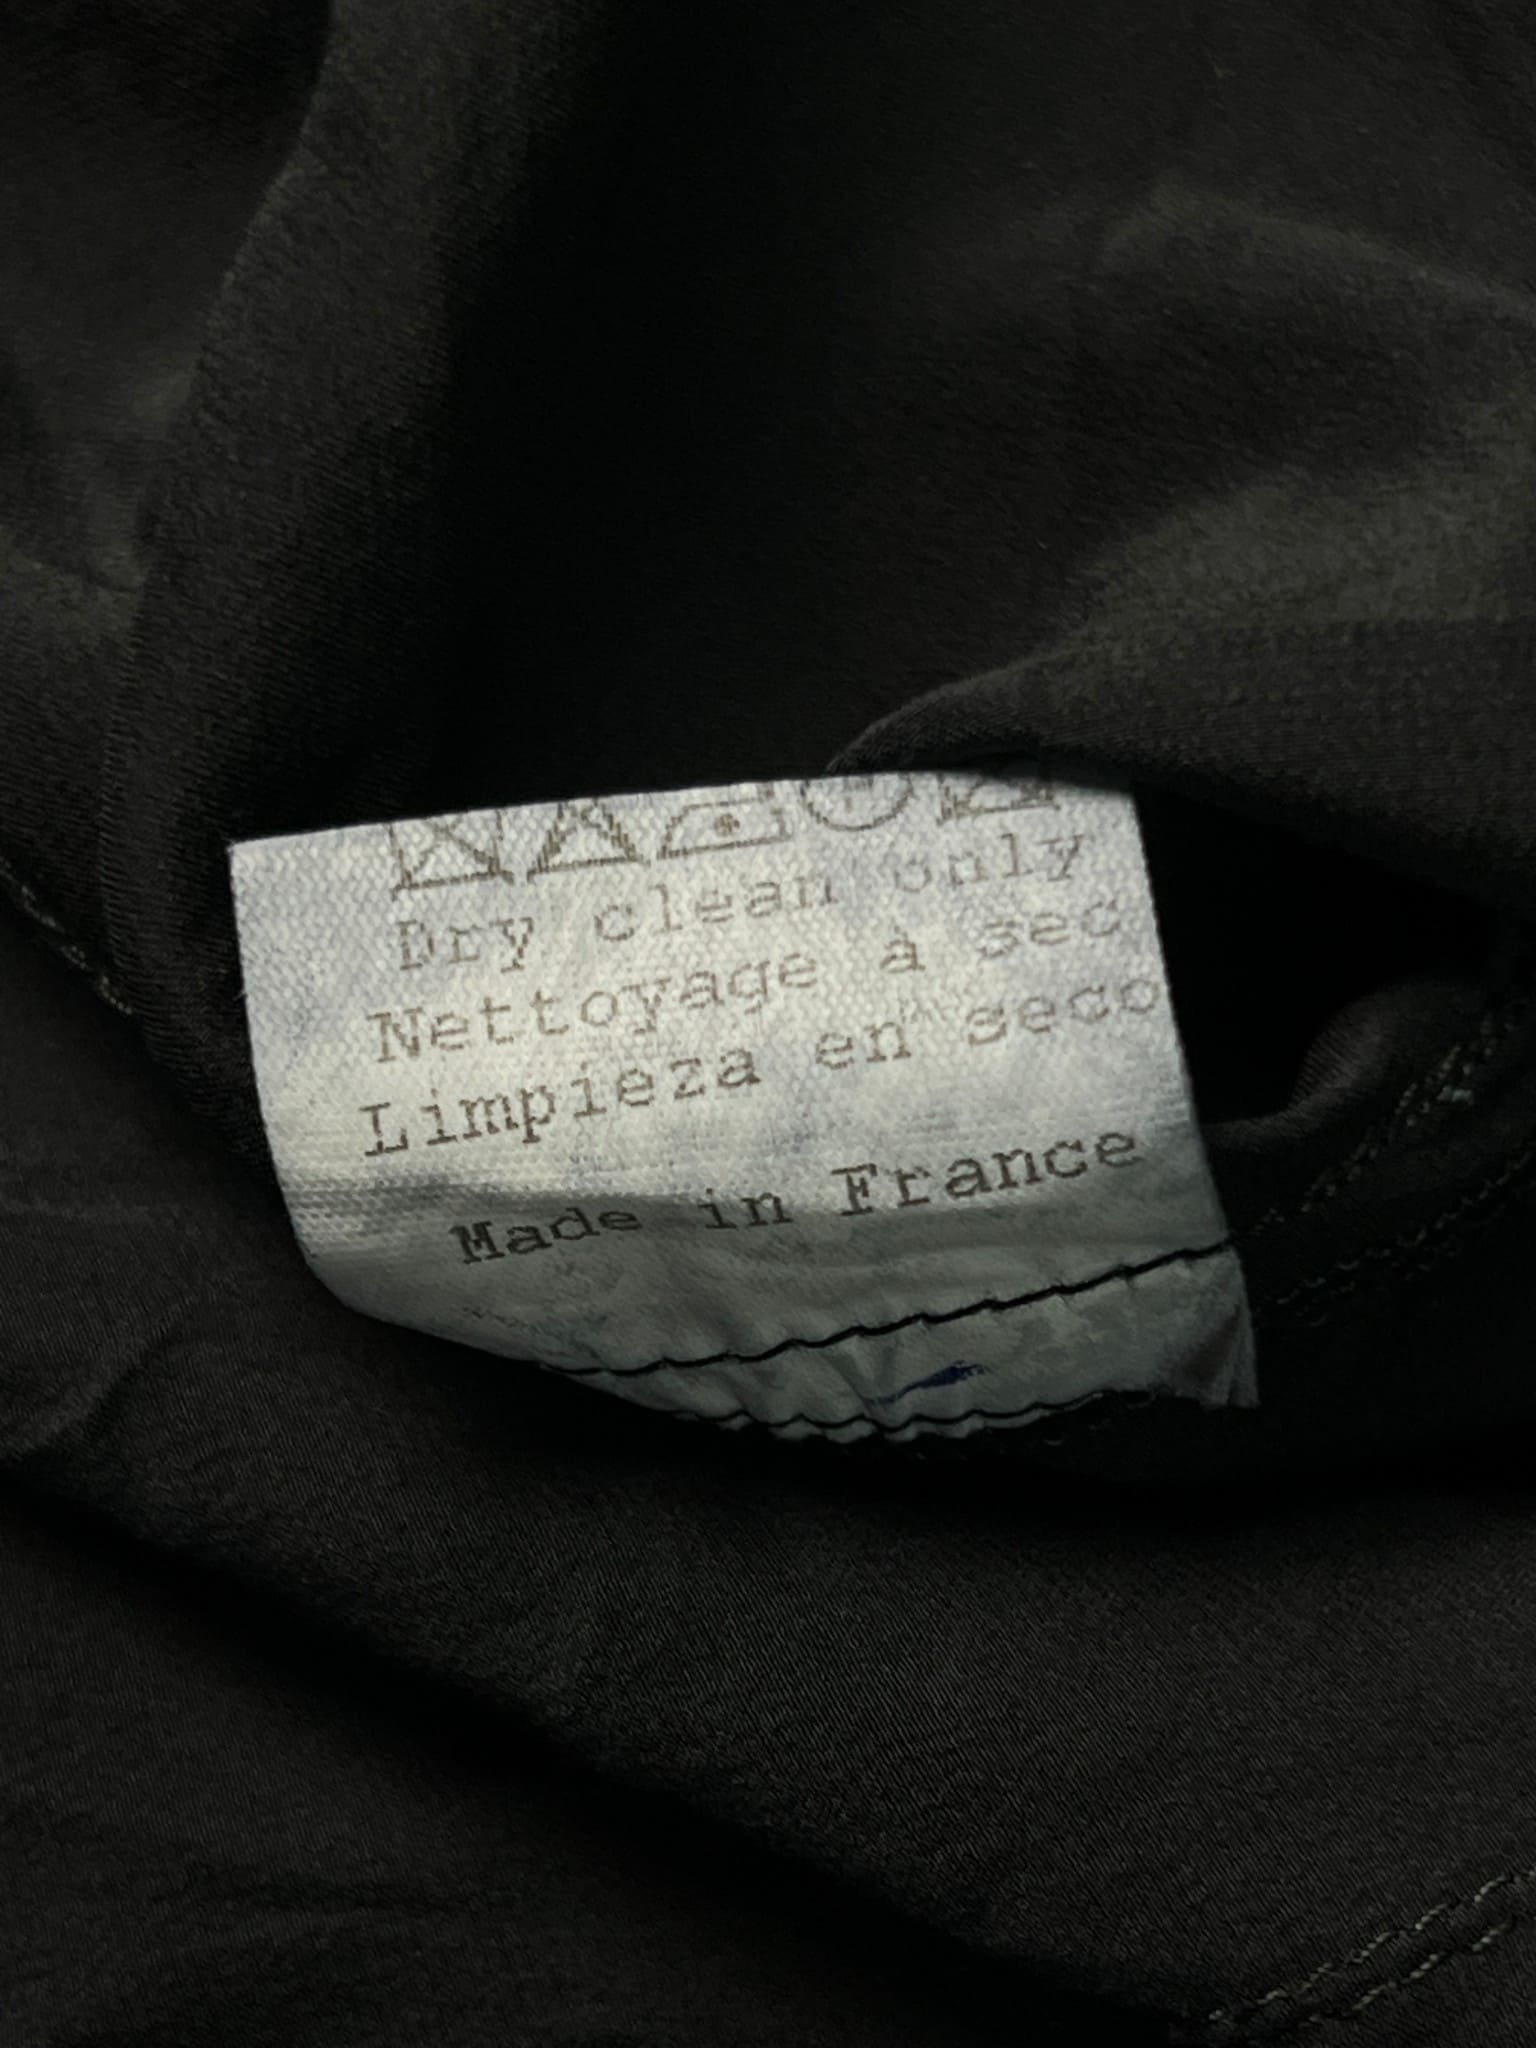 Dry clean only
Nettoyage à sec
Limpieza en seco
Made in France